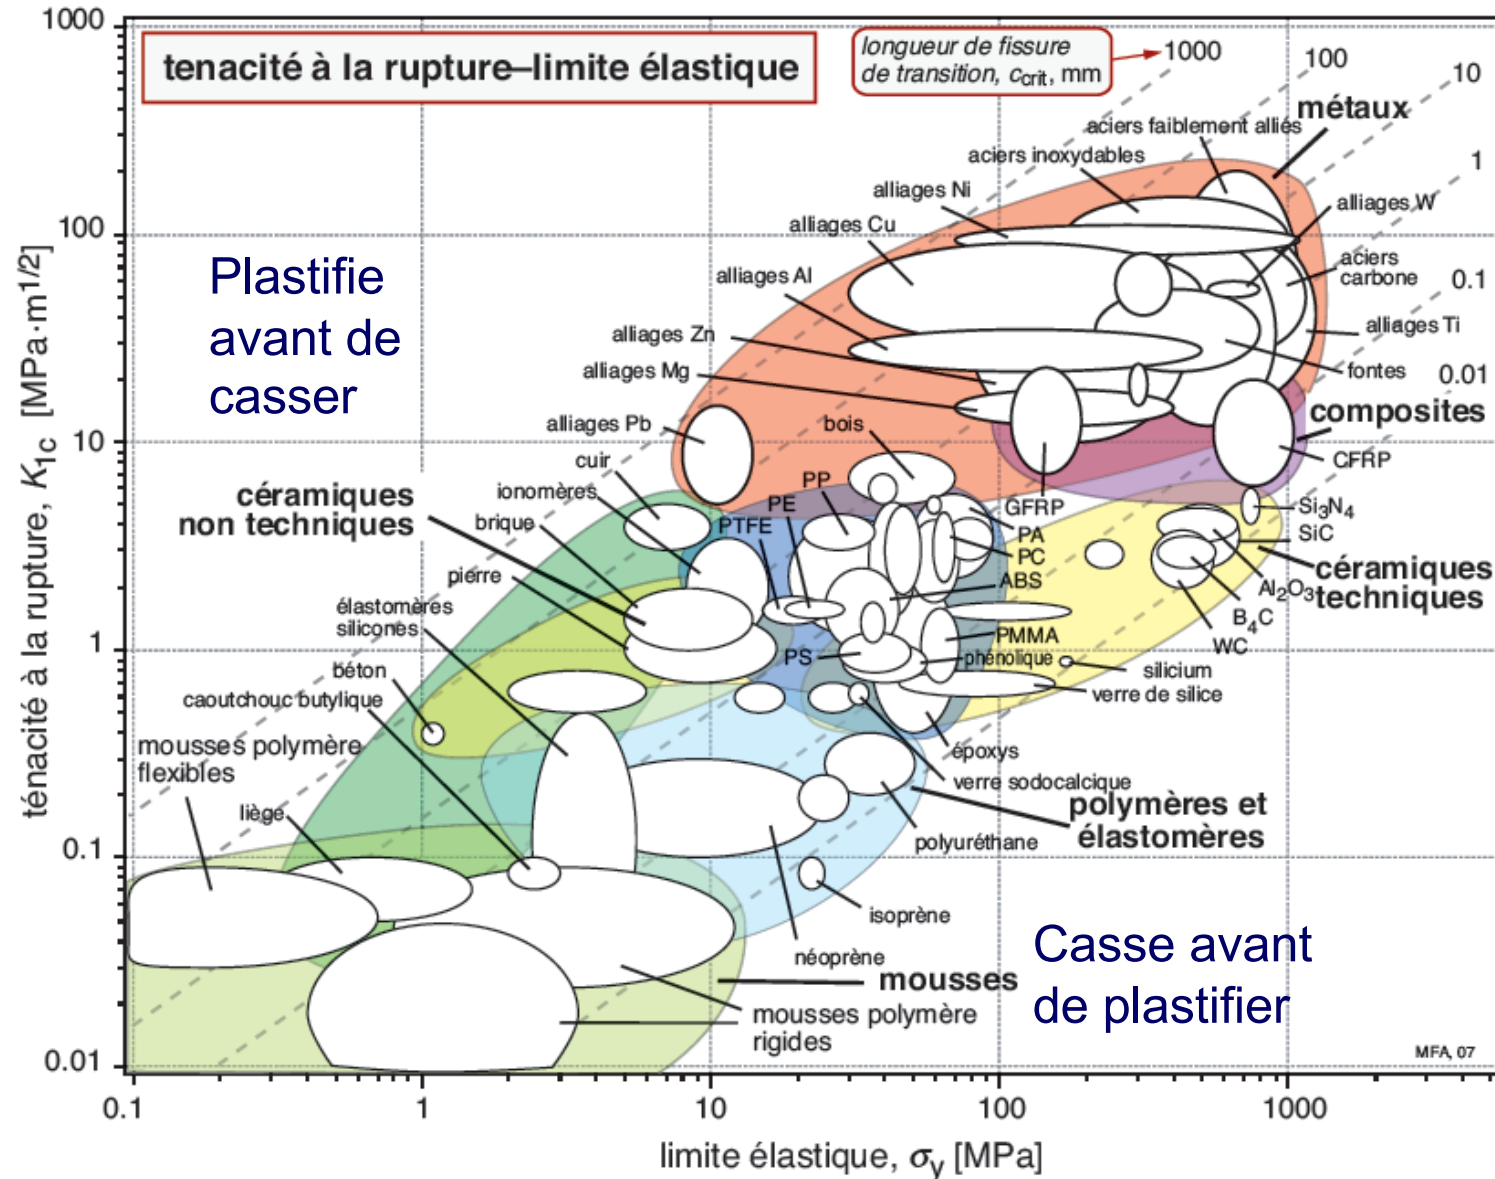 1000
tenacité à la rupture–limite élastique
longueur de fissure
de transition, ccrit, mm
1000
100
10
métaux
aciers faiblement alliés
aciers inoxydables
1
alliages Ni
alliages W
alliages Cu
100
aciers
carbone
Plastifie
avant de
casser
alliages Al
0.1
alliages Zn
alliages Ti
alliages Mg
fontes
0.01
composites
alliages Pb
bois
10
CFRP
cuir
PP
ionomères
céramiques
non techniques
PE
GFRP
Si3N4
brique
PTFE
PA
SiC
PC
pierre
ABS
céramiques
techniques
Al2O3
élastomères
silicones
B4C
PMMA
WC
1
PS
phénolique
silicium
béton
verre de silice
caoutchouc butylique
mousses polymère
flexibles
époxys
verre sodocalcique
liège
polymères et
élastomères
polyuréthane
0.1
isoprène
Casse avant
de plastifier
néoprène
mousses
mousses polymère
rigides
MFA, 07
0.01
0.1
1
10
100
1000
ténacité à la rupture, K1c [MPa·m1/2]
limite élastique, σy [MPa]